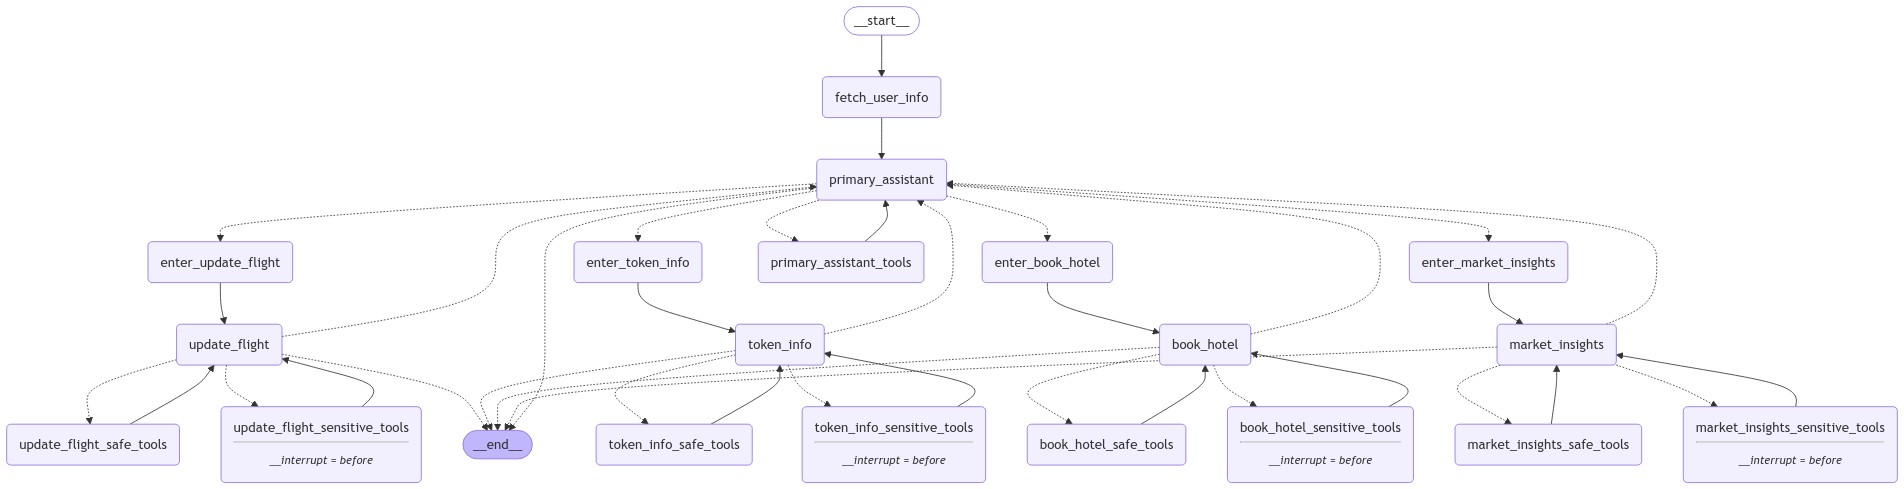 __start__
fetch_user_info
primary_assistant
enter_update_flight
enter_token_info
primary_assistant_tools
enter_book_hotel
enter_market_insights
update_flight
token_info
book_hotel
market_insights
update_flight_safe_tools
update_flight_sensitive_tools
__interrupt = before
__end__
token_info_safe_tools
token_info_sensitive_tools
__interrupt = before
book_hotel_safe_tools
book_hotel_sensitive_tools
__interrupt = before
market_insights_safe_tools
market_insights_sensitive_tools
__interrupt = before